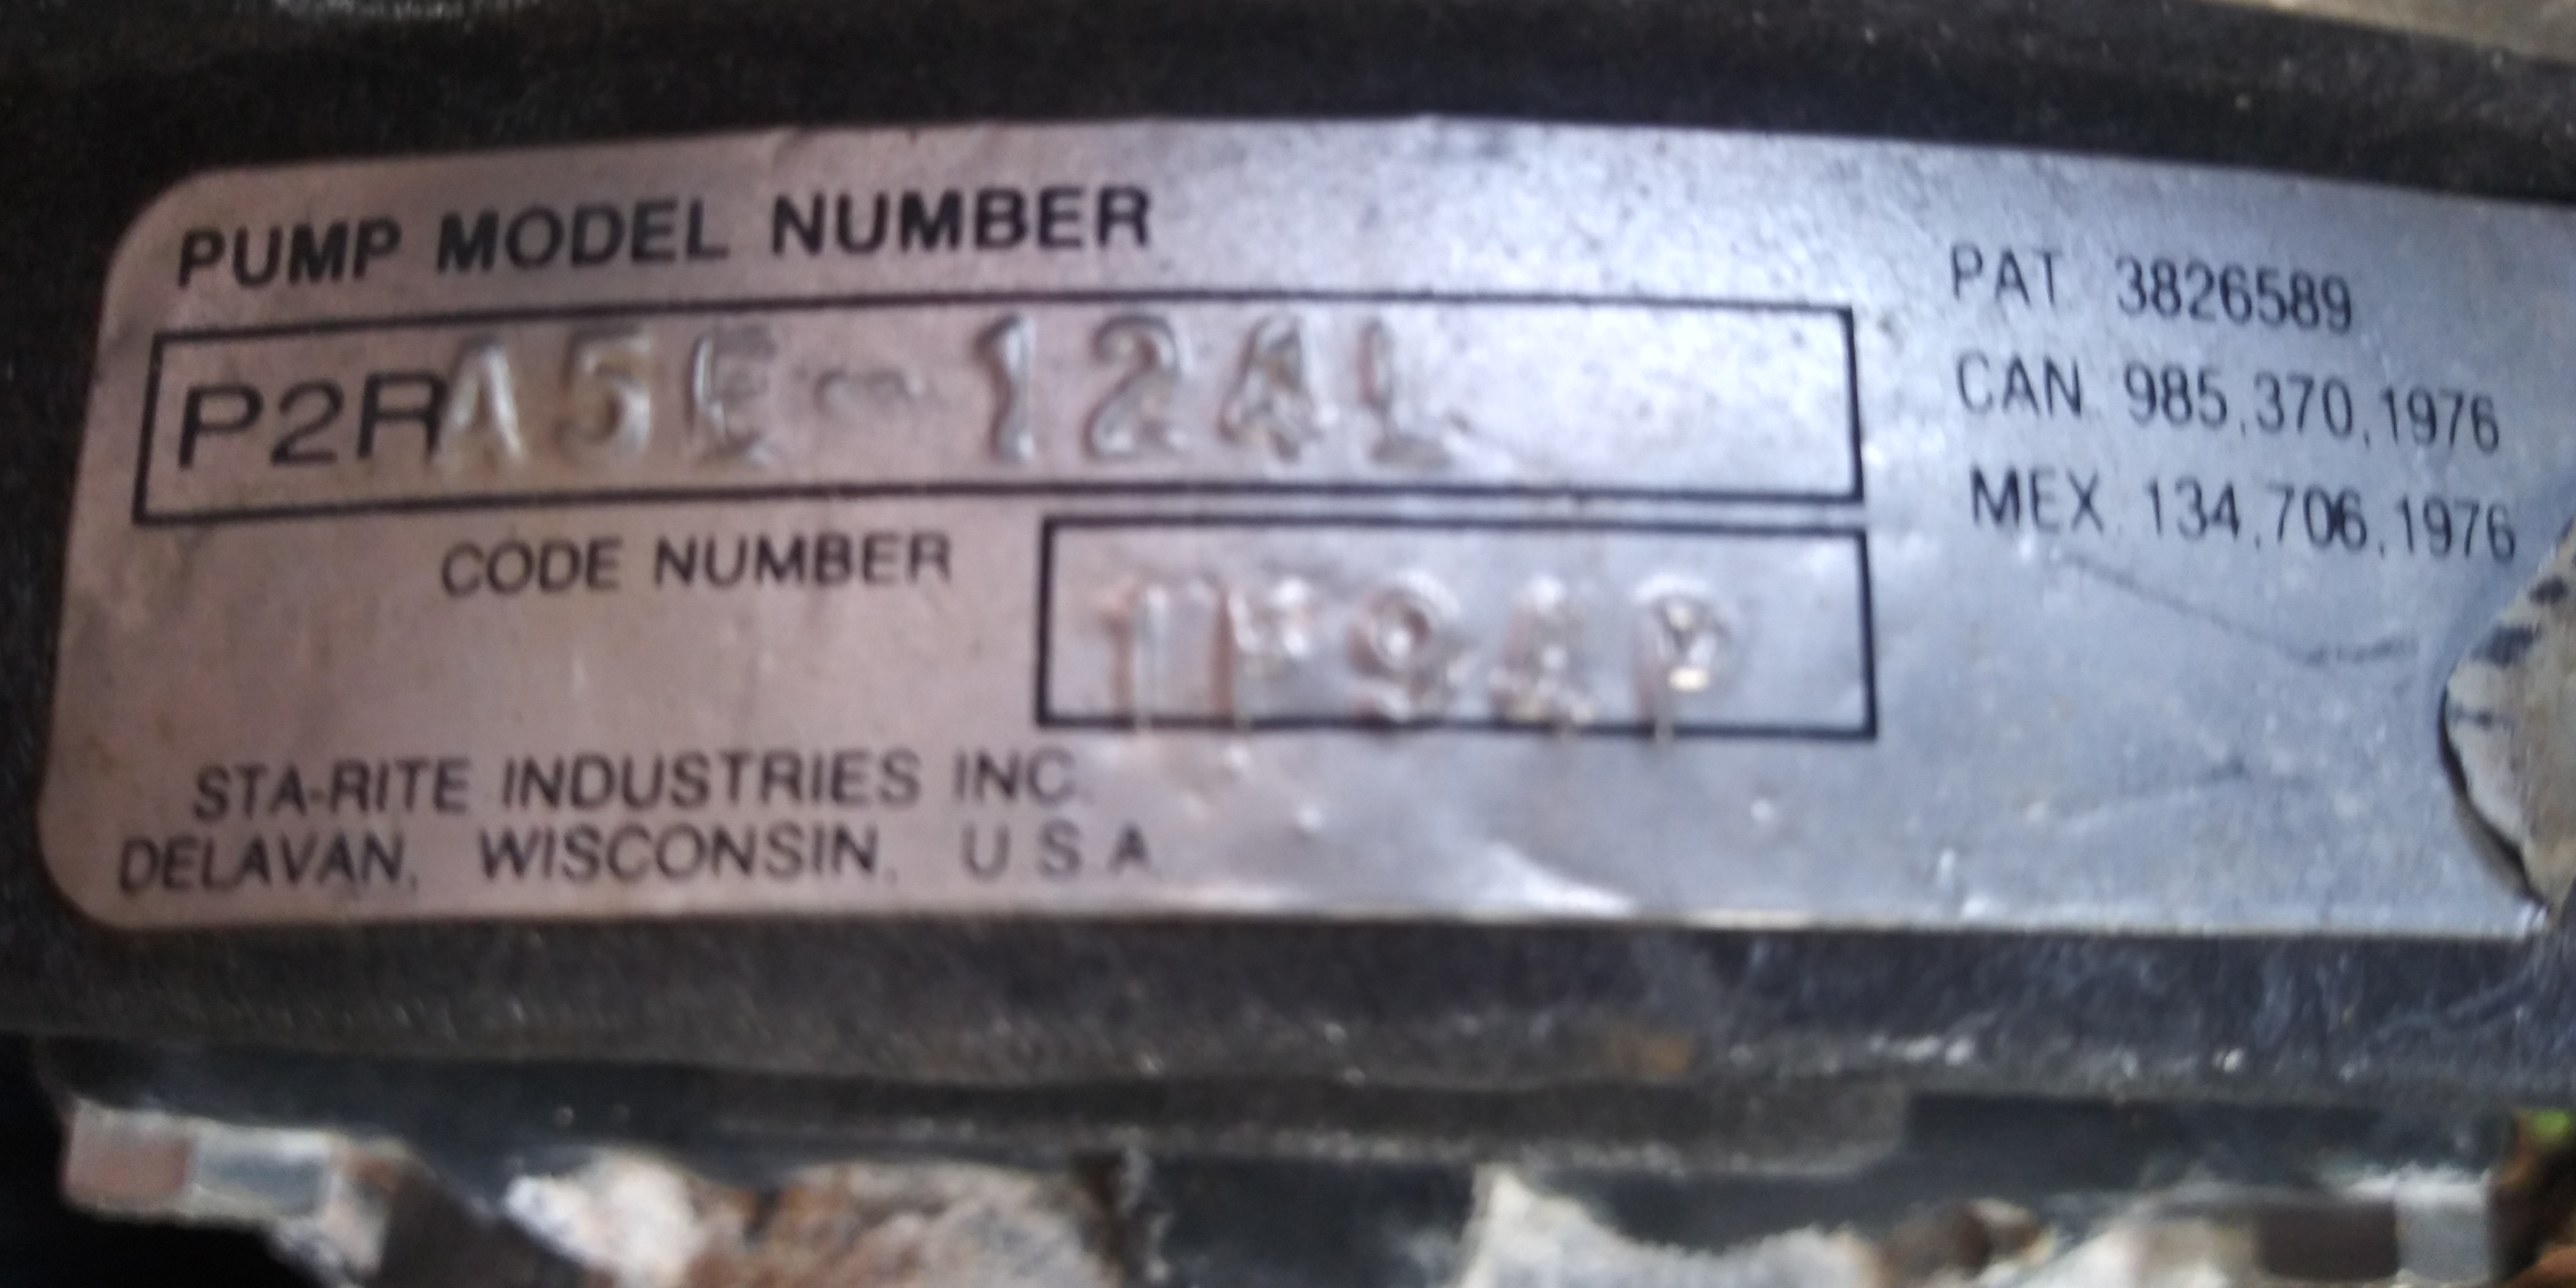 PUMP MODEL NUMBER
P2RA5E-124L
CODE NUMBER
PAT. 3826589
CAN. 985,370,1976
MEX. 134,706,1976
STA-RITE INDUSTRIES INC.
DELAVAN, WISCONSIN, U.S.A.